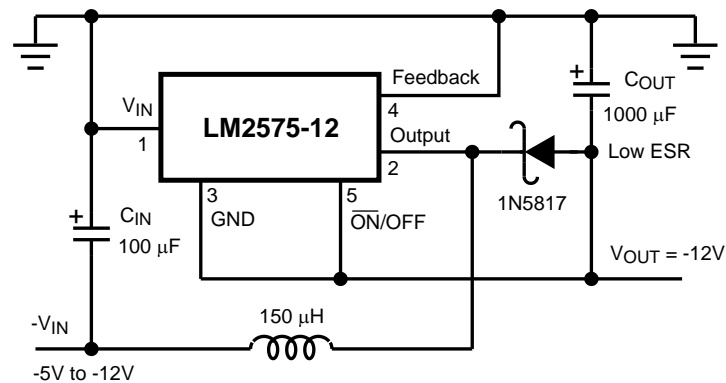 Feedback
+
COUT
VIN
4
1000 μF
LM2575-12
1
Output
2
Low ESR
3
5
1N5817
GND
ON/OFF
+
CIN
100 μF
VOUT = -12V
150 μH
-VIN
-5V to -12V